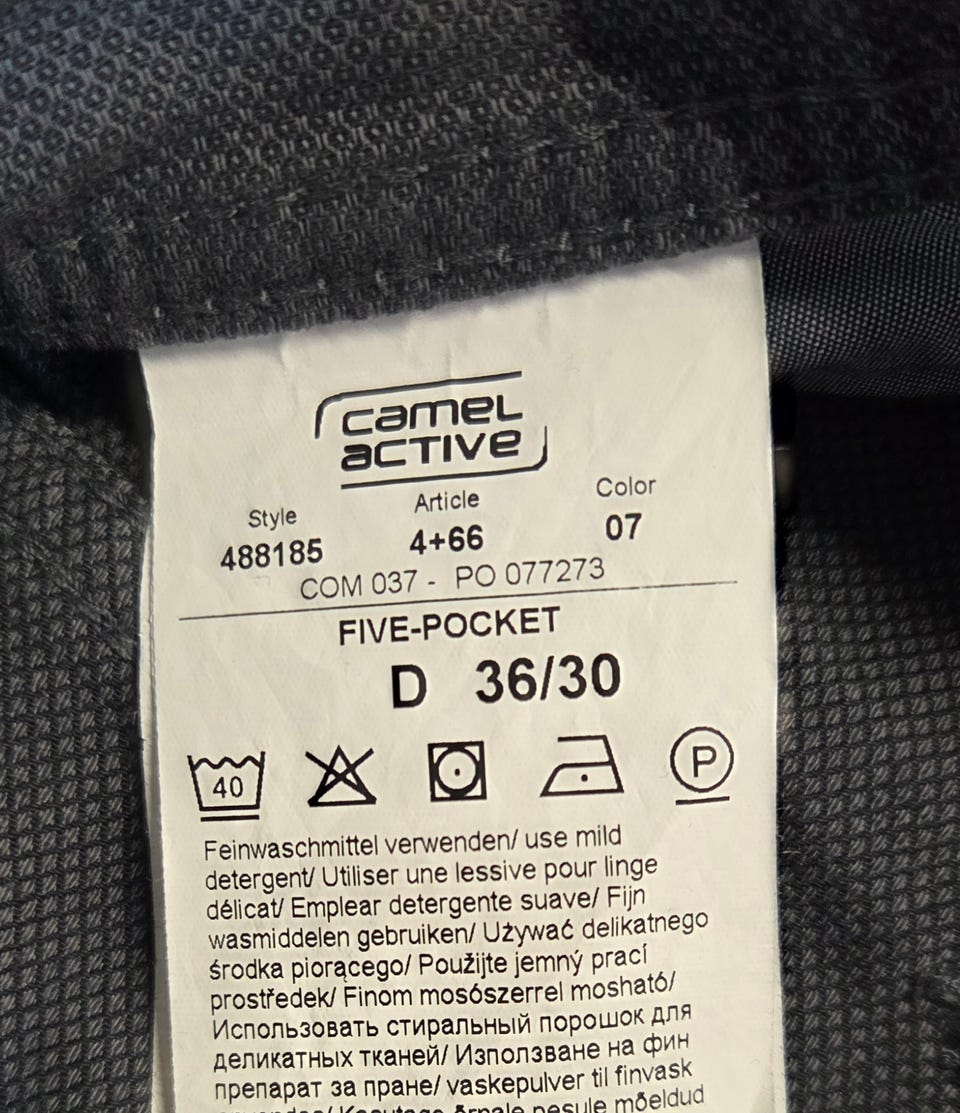 camel
active
Style Article Color
488185 4+66 07
COM 037 - PO 077273
FIVE-POCKET
D 36/30
40 P
Feinwaschmittel verwenden/ use mild
detergent/ Utiliser une lessive pour linge
délicat/ Emplear detergente suave/ Fijn
wasmiddelen gebruiken/ Używać delikatnego
środka piorącego/ Použijte jemný prací
prostředek/ Finom mosószerrel mosható/
Использовать стиральный порошок для
деликатных тканей/ Използване на фин
препарат за пране/ vaskepulver til finvask
pesule mõeldud